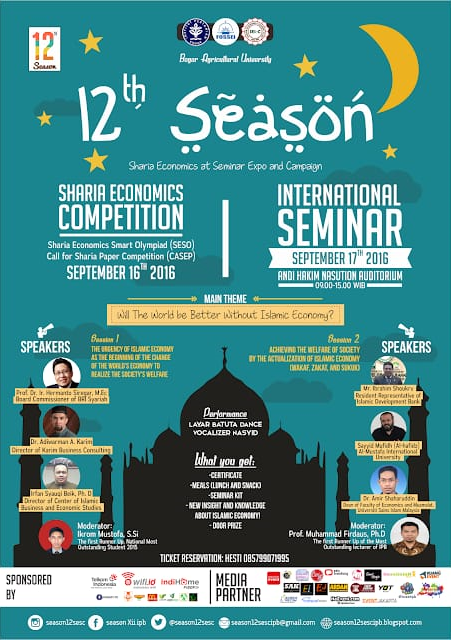 12th
Season
FOSSEI
SES-C
Bogor Agricultural University
12th Season
Sharia Economics at Seminar Expo and Campaign
SHARIA ECONOMICS
COMPETITION
Sharia Economics Smart Olympiad (SESO)
Call for Sharia Paper Competition (CASEP)
SEPTEMBER 16TH 2016
INTERNATIONAL
SEMINAR
SEPTEMBER 17TH 2016
ANDI HAKIM NASUTION AUDITORIUM
09.00-15.00 WIB
MAIN THEME
Will The World be Better Without Islamic Economy?
SPEAKERS
Session 1
THE URGENCY OF ISLAMIC ECONOMY
AS THE BEGINNING OF THE CHANGE
OF THE WORLD'S ECONOMY TO
REALIZE THE SOCIETY'S WELFARE
Prof. Dr. Ir. Hermanto Siregar, M.Ec
Board Commissioner of BRI Syariah
Dr. Adiwarman A. Karim
Director of Karim Business Consulting
Irfan Syauqi Beik, Ph. D
Director of Center of Islamic
Business and Economic Studies
Moderator:
Ikrom Mustofa, S.Si
The first Runner Up National Most
Outstanding Student 2015
Session 2
ACHIEVING THE WELFARE OF SOCIETY
BY THE ACTUALIZATION OF ISLAMIC ECONOMY
(WAKAF, ZAKAT, AND SUKUK)
SPEAKERS
Mr. Ibrahim Shoukry
Resident Representative of
Islamic Development Bank
Sayyid Mufidh (Al-hafidz)
Al Mustafa International
University
Dr. Amir Shaharuddin
Dean of Faculty of Economics and Muamalat,
Universiti Sains Islam Malaysia
Moderator:
Prof. Muhammad Firdaus, Ph.D
The first Runner Up of the Most
Outstanding lecturer of IPB
Performance
LAYAR BATUTA DANCE
VOCALIZER NASYID
What you get:
-CERTIFICATE
-MEALS (LUNCH AND SNACK)
-SEMINAR KIT
-NEW INSIGHT AND KNOWLEDGE
ABOUT ISLAMIC ECONOMY!
-DOOR PRIZE
TICKET RESERVATION: HESTI 085799071995
SPONSORED
BY
Telkom
Indonesia
wifi.id
IndiHome
MEDIA
PARTNER
season12sesc
season Xii.ipb
@season12sesc
season12sescipb@gmail.com
season12sescipb.blogspot.com